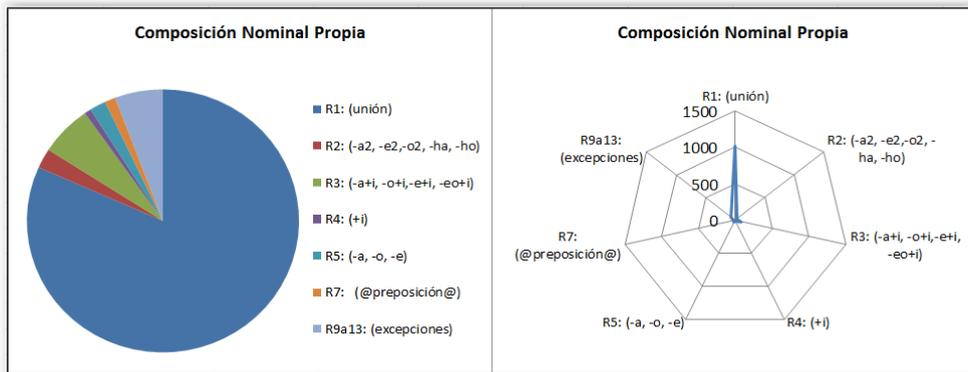 Composición Nominal Propia
R1: (unión)
R2: (-a2, -e2,-o2, -ha, -ho)
R3: (-a+i, -o+i,-e+i, -eo+i)
R4: (+i)
R5: (-a, -o, -e)
R7: (@preposición@)
R9a13: (excepciones)
Composición Nominal Propia
R1: (unión)
1500
1000
500
0
R2: (-a2, -e2,-o2, -
ha, -ho)
R3: (-a+i, -o+i,-e+i,
-eo+i)
R4: (+i)
R5: (-a, -o, -e)
R7:
(@preposición@)
R9a13:
(excepciones)